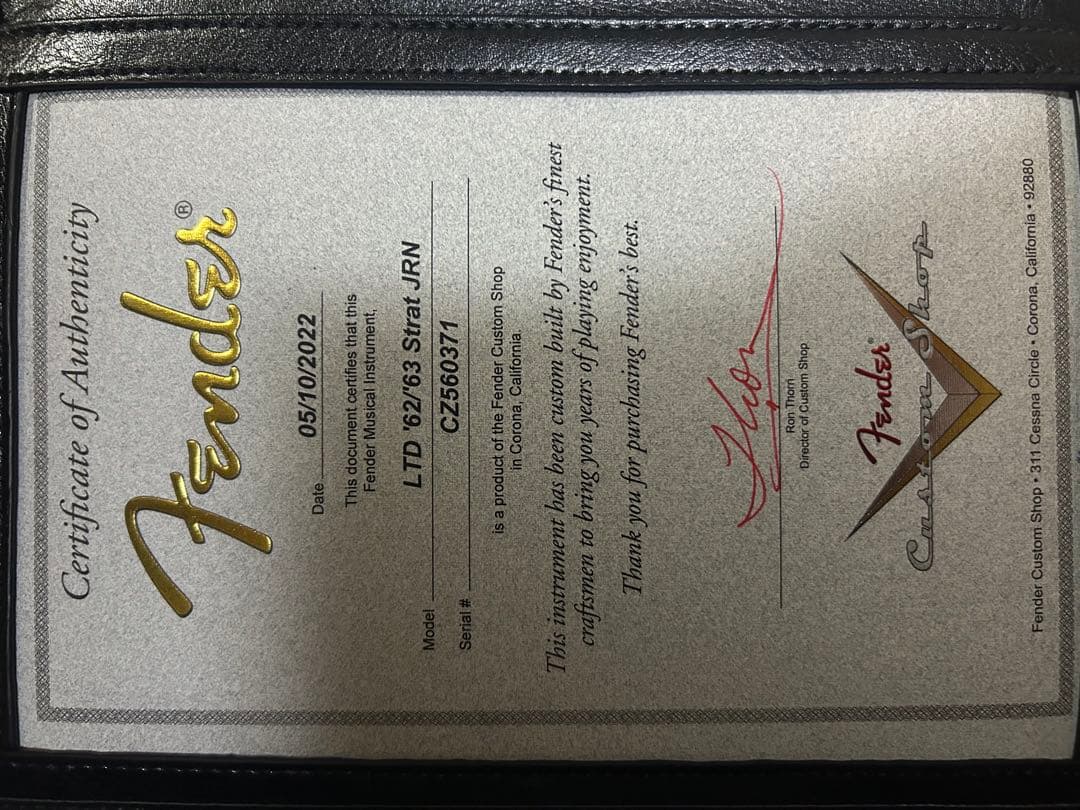 Certificate of Authenticity
Fender®
Date 05/10/2022
This document certifies that this
Fender Musical Instrument,
Model LTD '62/'63 Strat JRN
Serial # CZ560371
is a product of the Fender Custom Shop
in Corona, California.
This instrument has been custom built by Fender's finest
craftsmen to bring you years of playing enjoyment.
Thank you for purchasing Fender's best.
Ron Thorn
Director of Custom Shop
Fender®
Custom Shop
Fender Custom Shop • 311 Cessna Circle • Corona, California • 92880